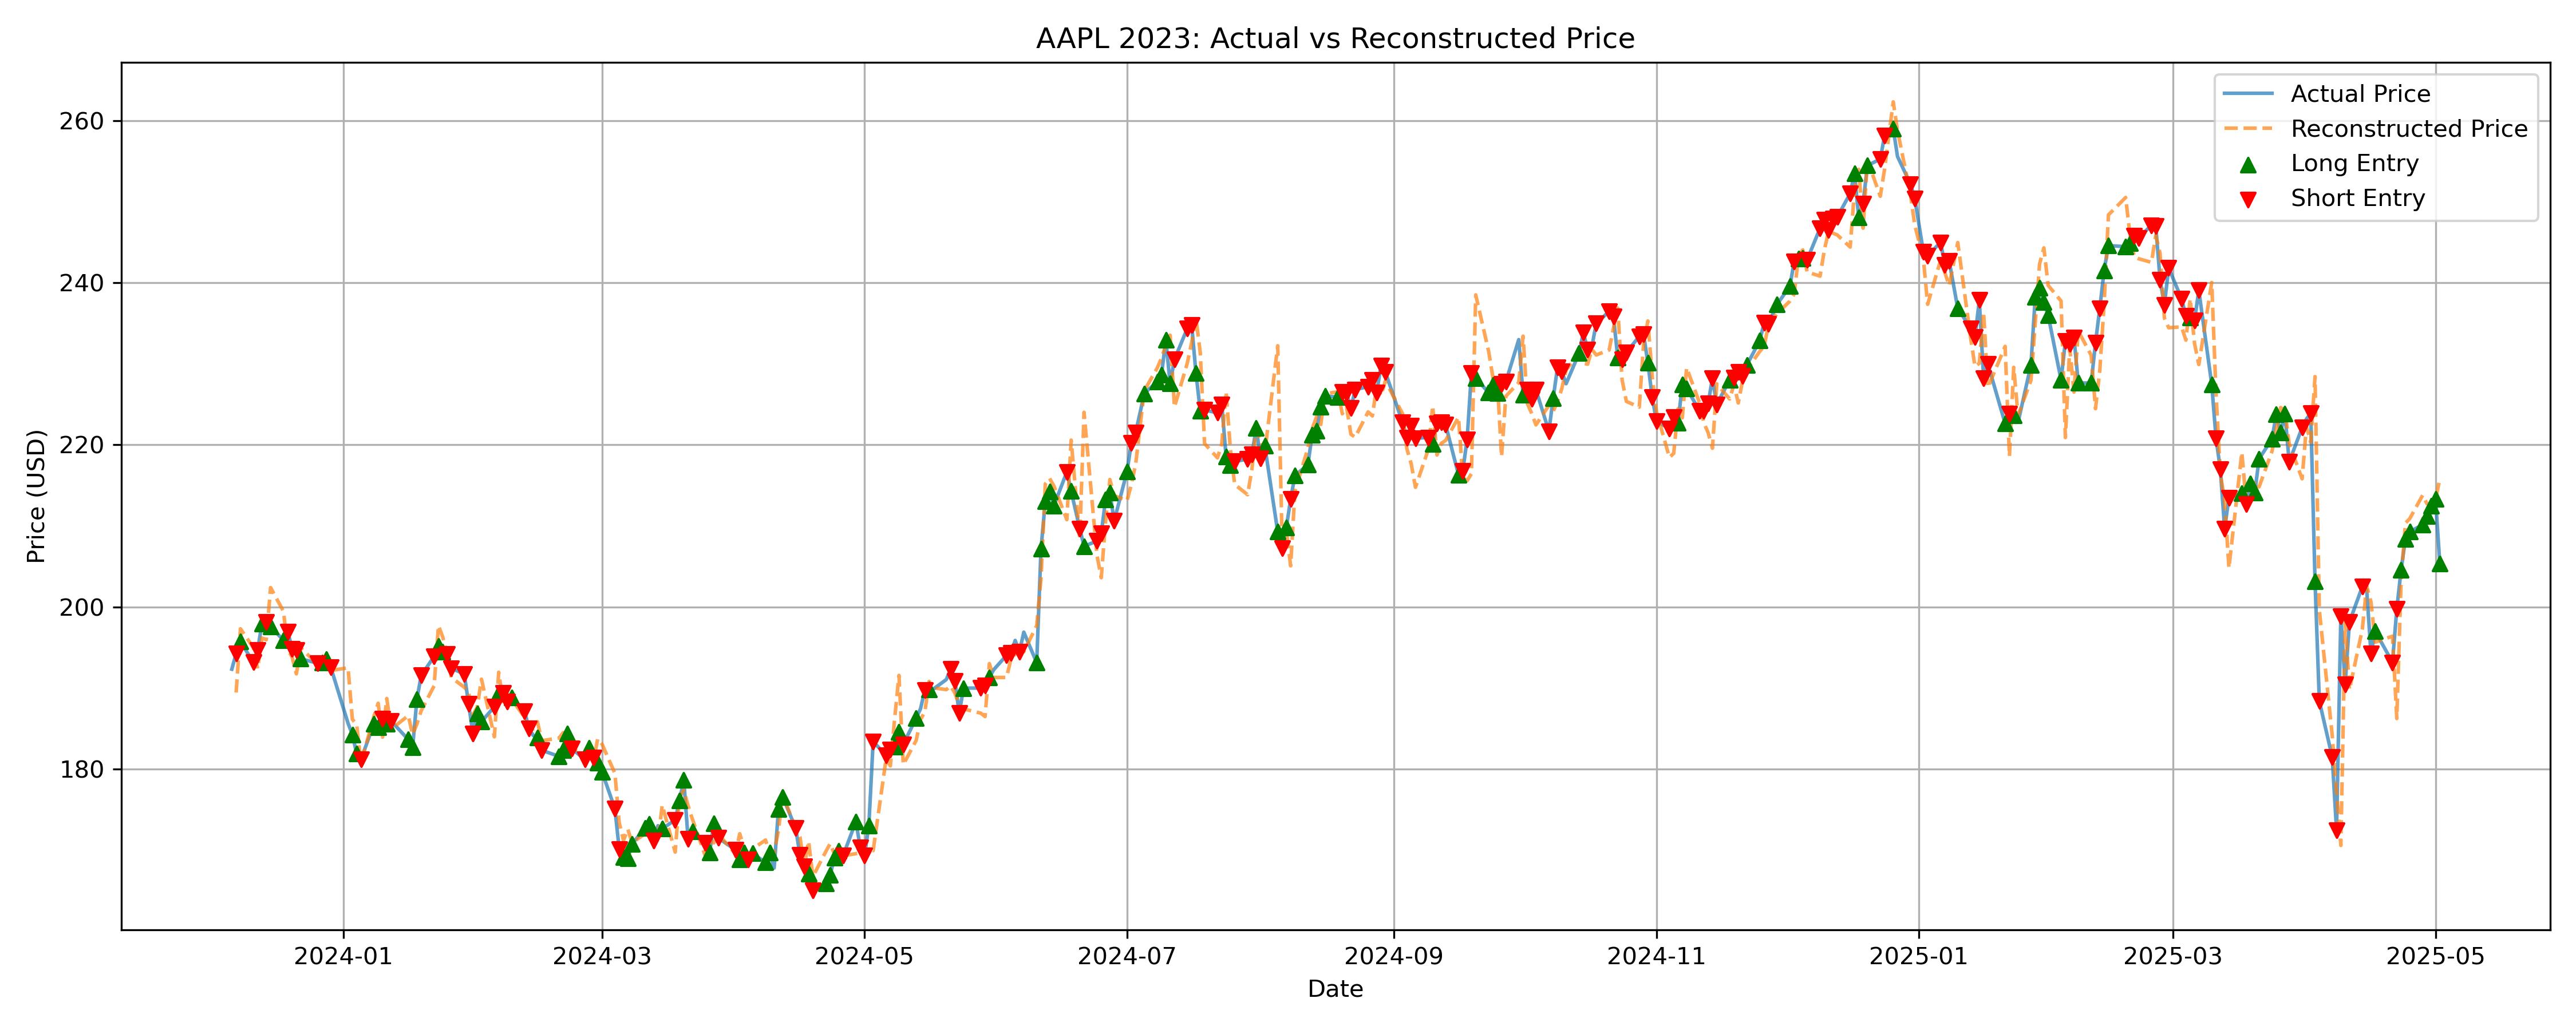 AAPL 2023: Actual vs Reconstructed Price
Actual Price
Reconstructed Price
Long Entry
Short Entry
Price (USD)
260
240
220
200
180
2024-01
2024-03
2024-05
2024-07
2024-09
2024-11
2025-01
2025-03
2025-05
Date